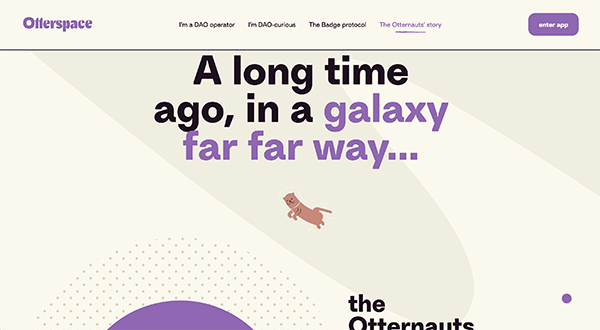 Otterspace
I'm a DAO operator
I'm DAO-curious
The Badge protocol
The Otternauts' story
enter app
A long time
ago, in a galaxy
far far way...
the
Otternauts